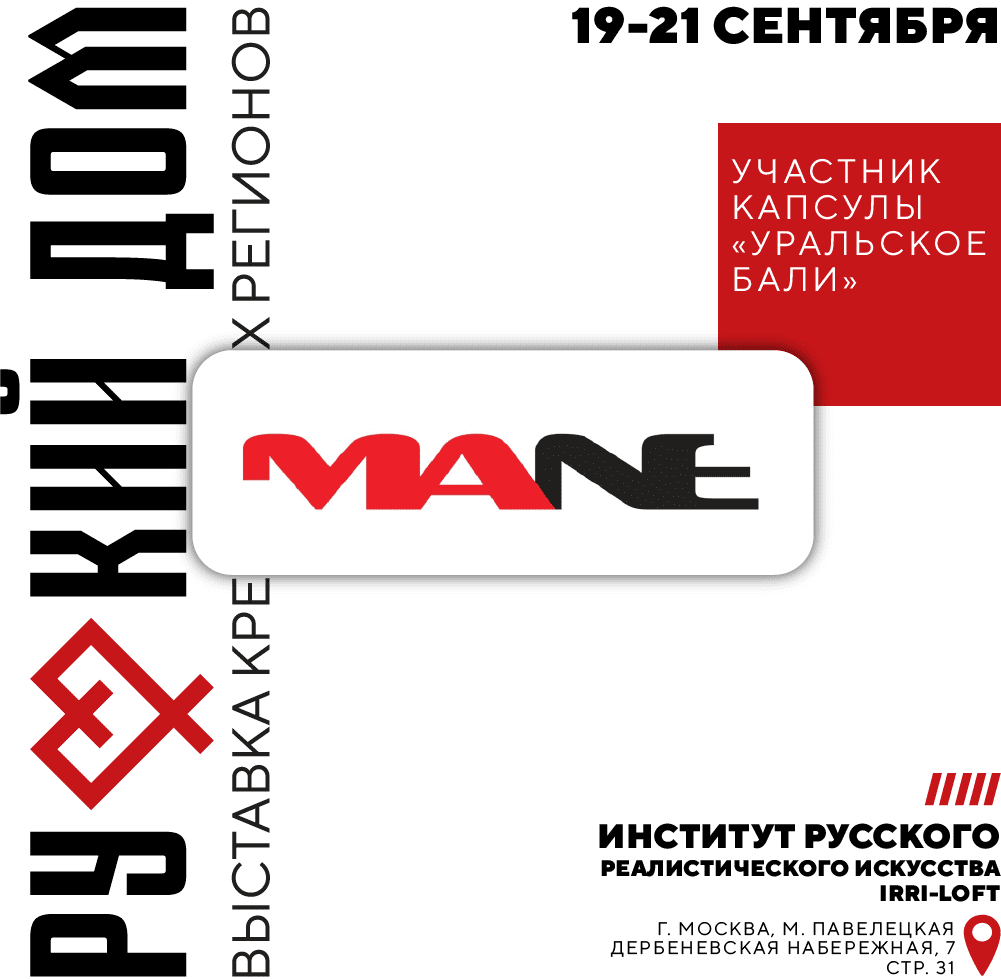 19-21 СЕНТЯБРЯ
УЧАСТНИК
КАПСУЛЫ
«УРАЛЬСКОЕ
БАЛИ»
РУ КИЙ ДОМ
ВЫСТАВКА КРЕ Х РЕГИОНОВ
MANE
ИНСТИТУТ РУССКОГО
РЕАЛИСТИЧЕСКОГО ИСКУССТВА
IRRI-LOFT
Г. МОСКВА, М. ПАВЕЛЕЦКАЯ
ДЕРБЕНЕВСКАЯ НАБЕРЕЖНАЯ, 7
СТР. 31